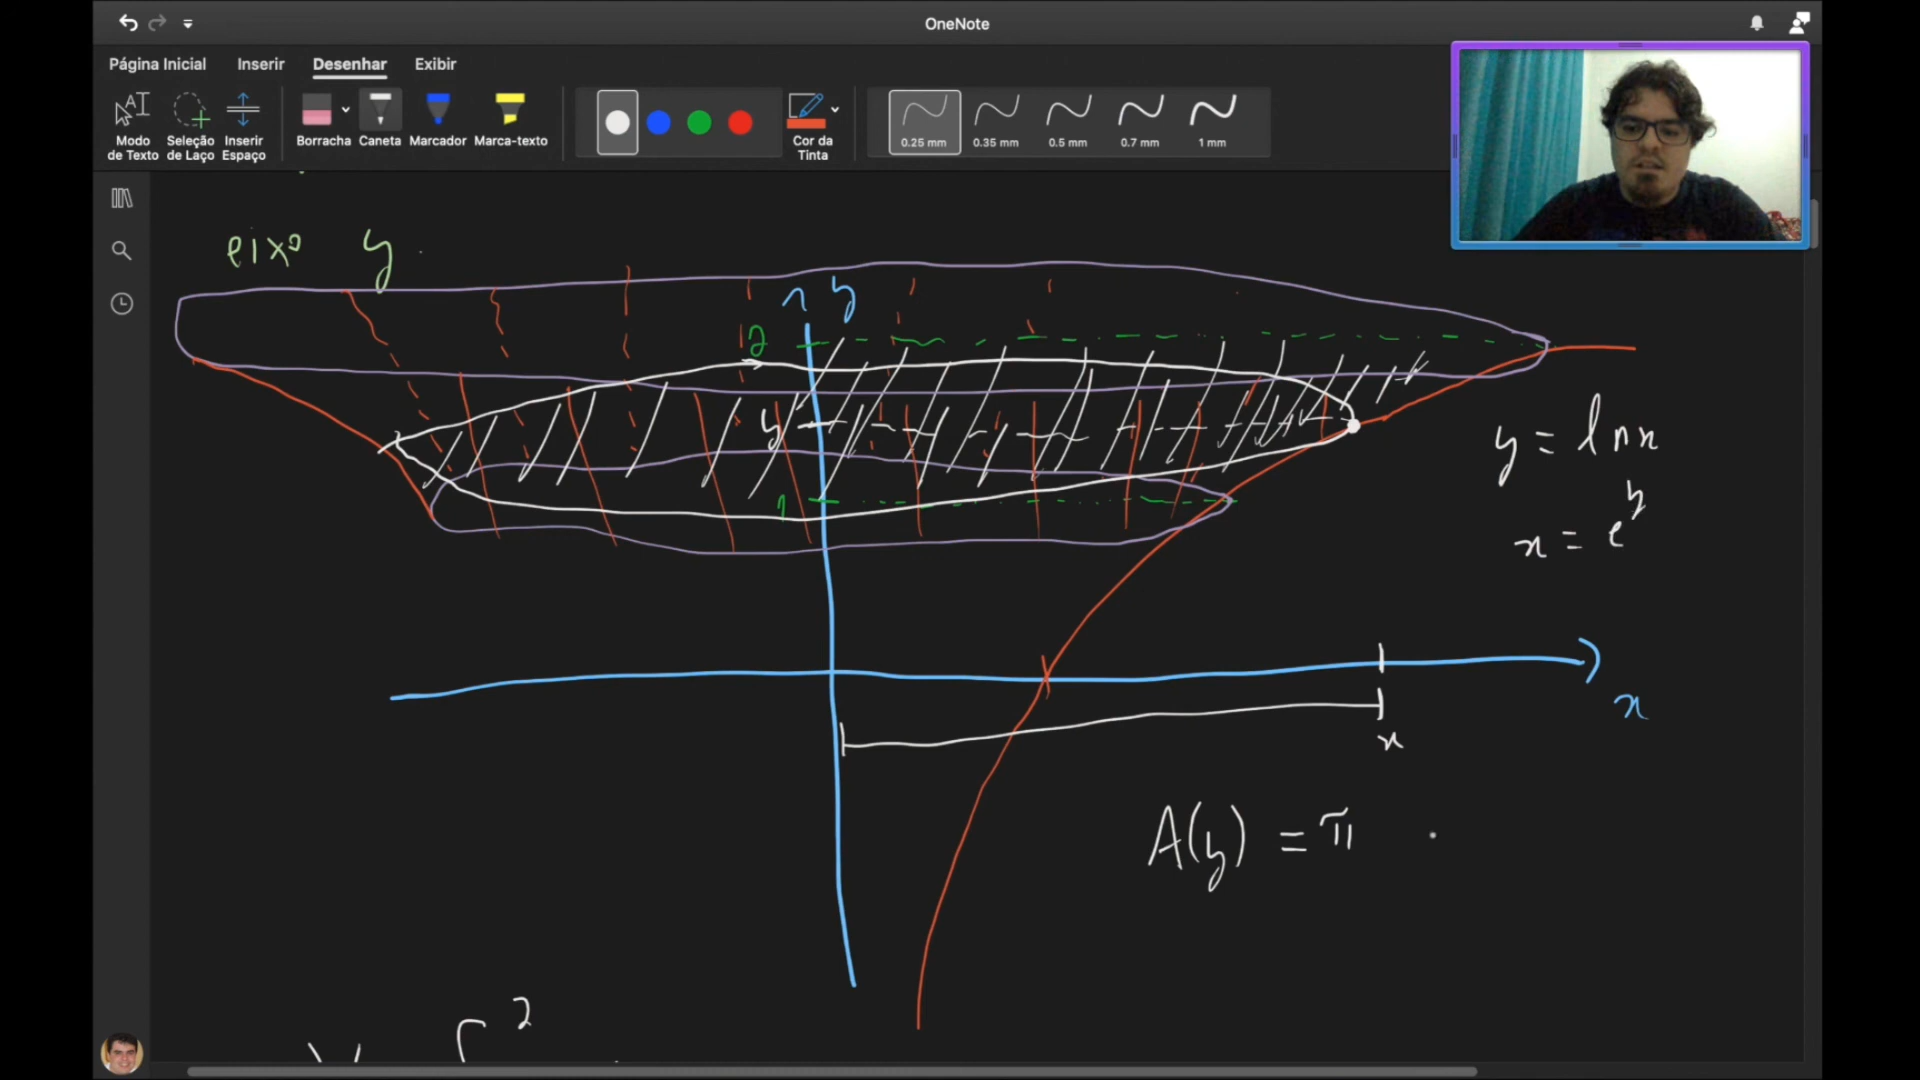 OneNote
Página Inicial Inserir Desenhar Exibir
Modo de Texto
Seleção de Laço
Inserir Espaço
Borracha
Caneta
Marcador
Marca-texto
Cor da Tinta
0.25 mm
0.35 mm
0.5 mm
0.7 mm
1 mm
eixo y
y
2
y
1
y = ln x
x = e^y
x
x
A(y) = π
2